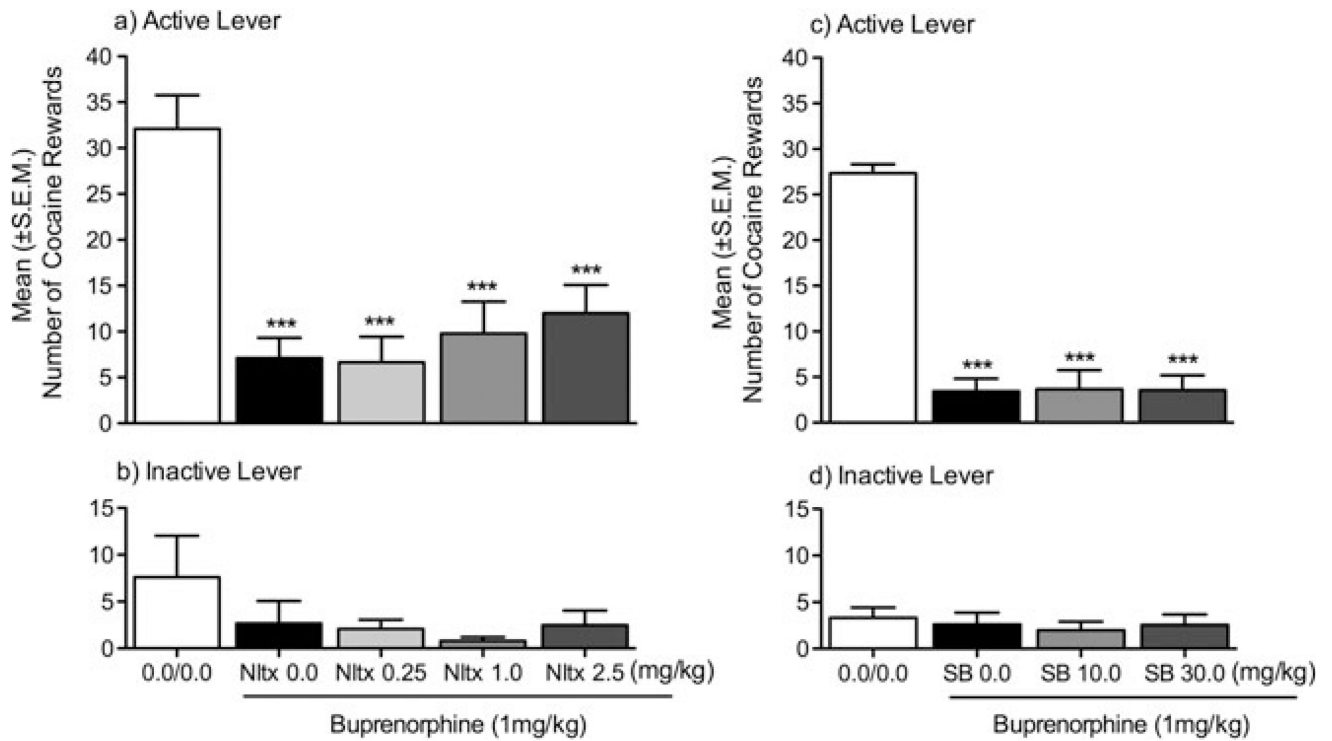 a) Active Lever
Mean (±S.E.M.)
Number of Cocaine Rewards
40
35
30
25
20
15
10
5
0
***
***
***
***
b) Inactive Lever
15
10
5
0
0.0/0.0 Nltx 0.0 Nltx 0.25 Nltx 1.0 Nltx 2.5 (mg/kg)
Buprenorphine (1mg/kg)
c) Active Lever
Mean (±S.E.M.)
Number of Cocaine Rewards
40
35
30
25
20
15
10
5
0
***
***
***
d) Inactive Lever
15
10
5
0
0.0/0.0 SB 0.0 SB 10.0 SB 30.0 (mg/kg)
Buprenorphine (1mg/kg)